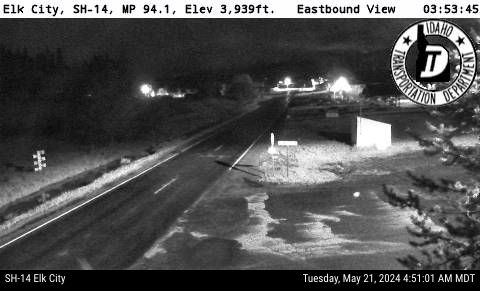 Elk City, SH-14, MP 94.1, Elev 3,939ft.   Eastbound View   03:53:45
IDAHO
TRANSPORTATION DEPARTMENT
SH-14 Elk City   Tuesday, May 21, 2024 4:51:01 AM MDT